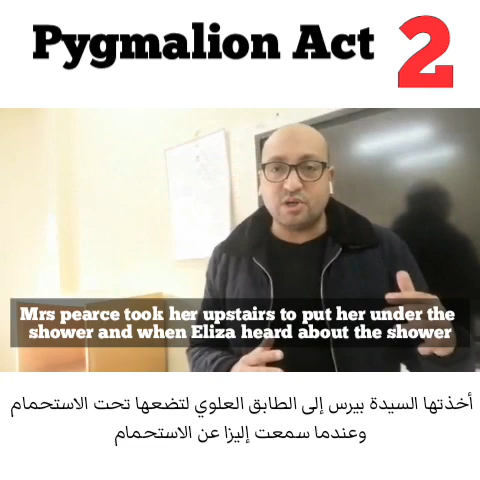 Pygmalion Act 2
Mrs pearce took her upstairs to put her under the
shower and when Eliza heard about the shower
أخذتها السيدة بيرس إلى الطابق العلوي لتضعها تحت الاستحمام
وعندما سمعت إليزا عن الاستحمام